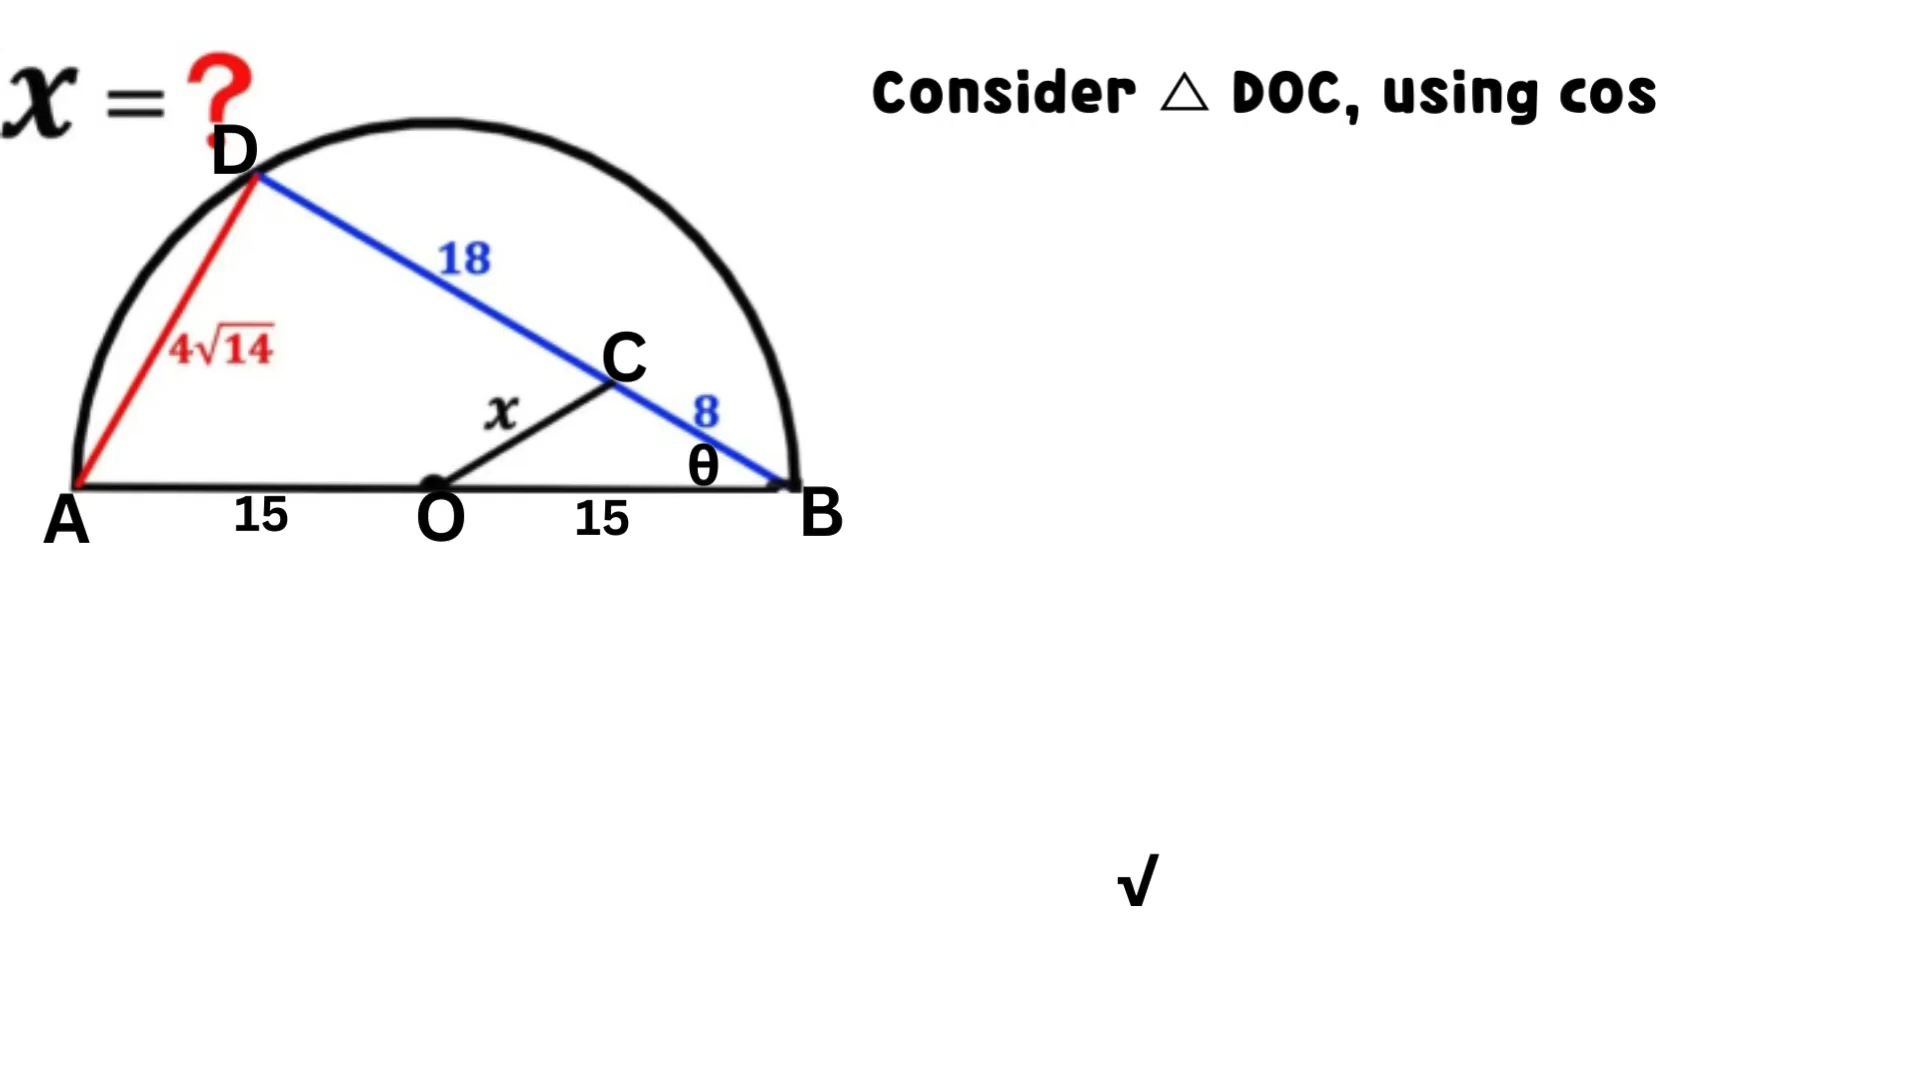 x = ?
Consider △ DOC, using cos
D
18
4√14
C
x
8
θ
A
15
O
15
B
√